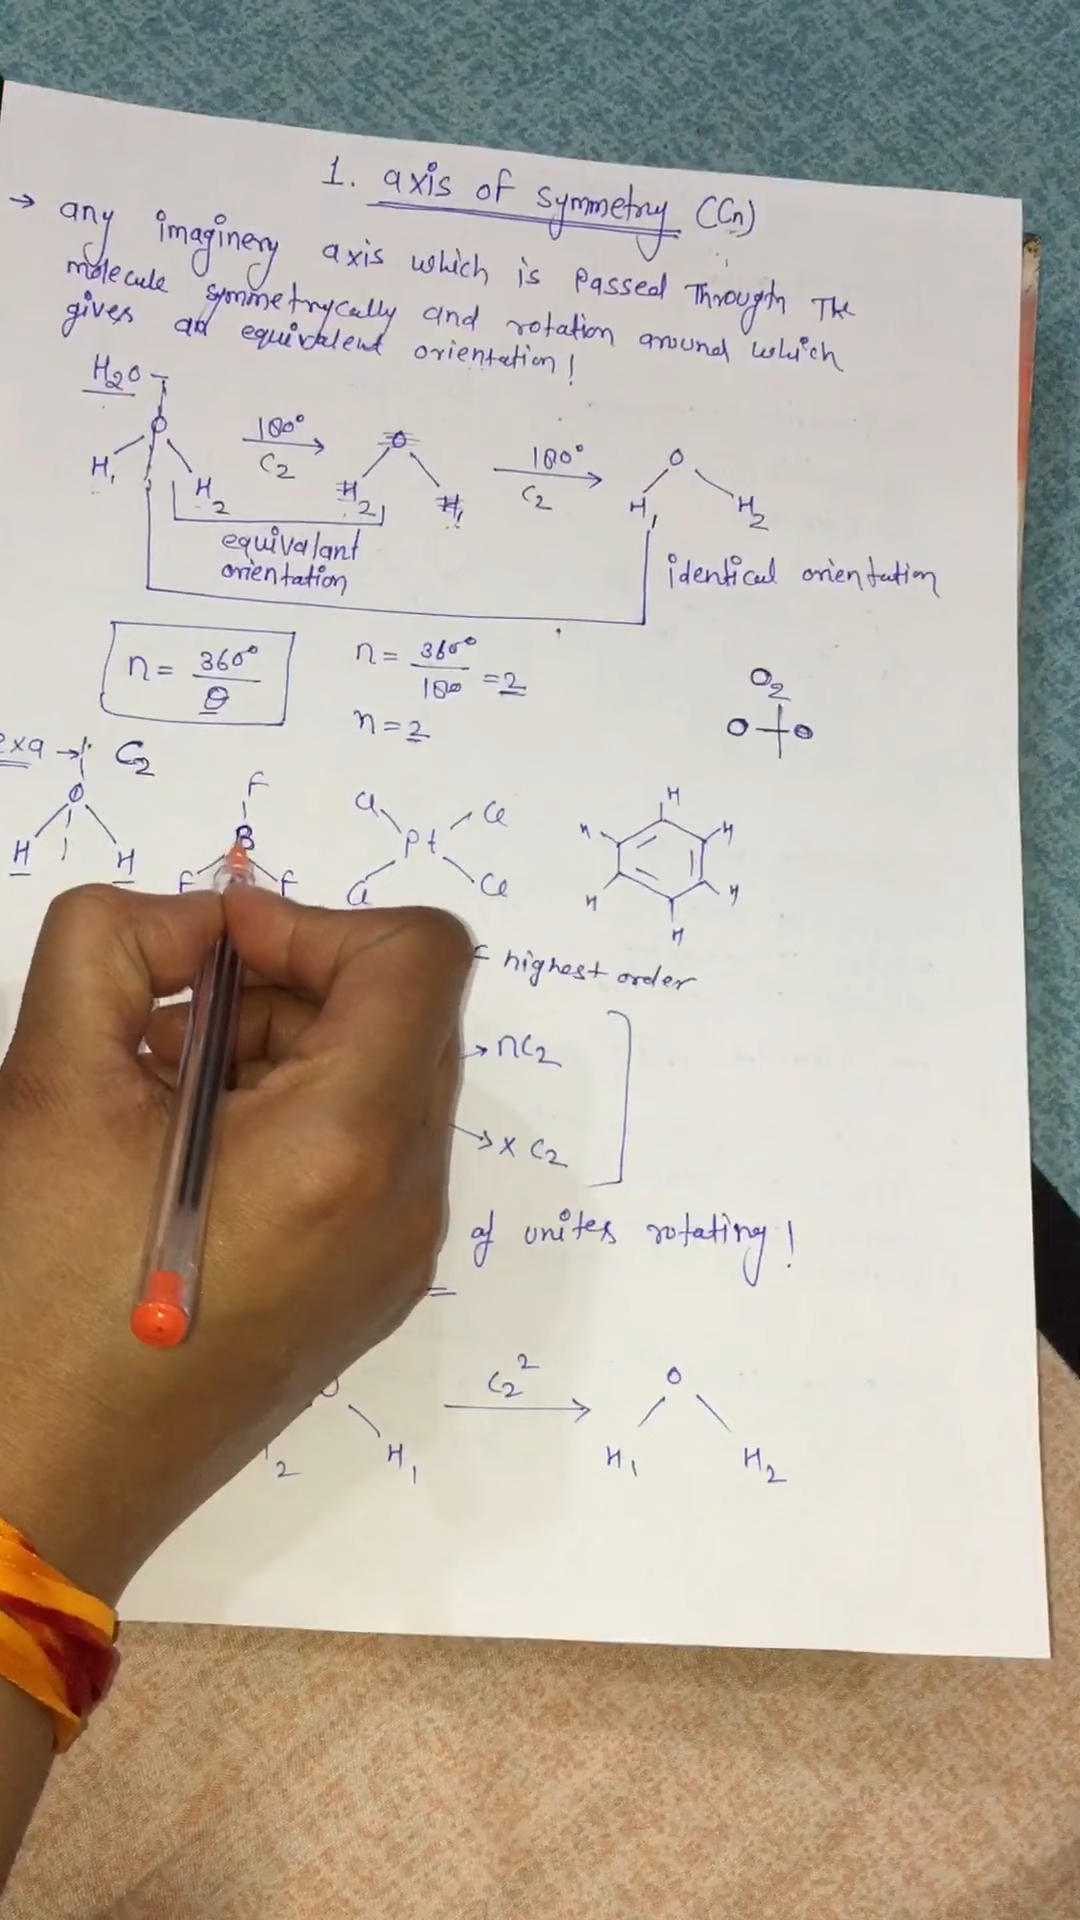 1. axis of symmetry (Cn)
→ any imaginery axis which is passed Through The
molecule symmetrycally and rotation around which
gives an equivalent orientation!
H2O
O
H1 H2
180°
C2
O
H2 H1
180°
C2
O
H1 H2
equivalant
orientation
identical orientation
n = 360°/θ
n = 360°/180 = 2
n = 2
O2
O O
exa → C2
O
H H
F
B
F F
Cl Cl
Pt
Cl Cl
H
H H
H H
H
highest order
→ nC2
→ x C2
of unites rotating!
=
2 H1
C2²
O
H1 H2